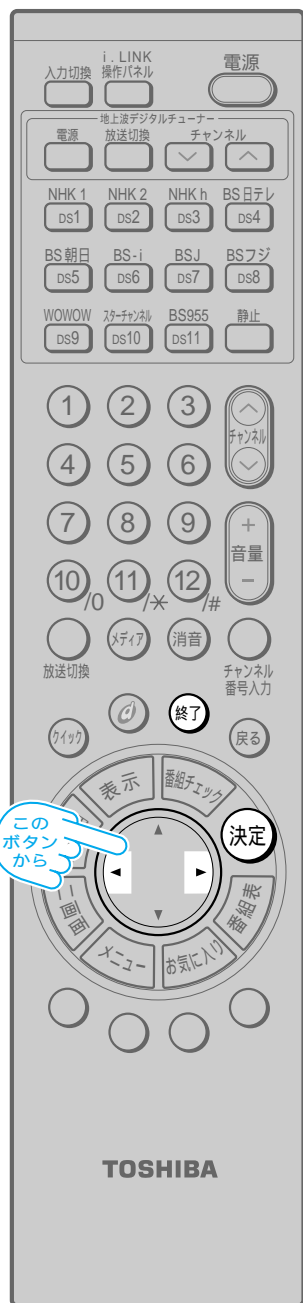 i.LINK
入力切換 操作パネル 電源
地上波デジタルチューナー
電源 放送切換 チャンネル
NHK 1 NHK 2 NHK h BS日テレ
DS1 DS2 DS3 DS4
BS朝日 BS-i BSJ BSフジ
DS5 DS6 DS7 DS8
WOWOW スターチャンネル BS955 静止
DS9 DS10 DS11
1 2 3
チャンネル
4 5 6
7 8 9 +
音量
10/0 11/* 12/# −
メディア 消音
放送切換 チャンネル
番号入力
終了
クイック d 戻る
表示 番組チェック
この
ボタン
から
決定
二画面 番組表
メニュー お気に入り
TOSHIBA